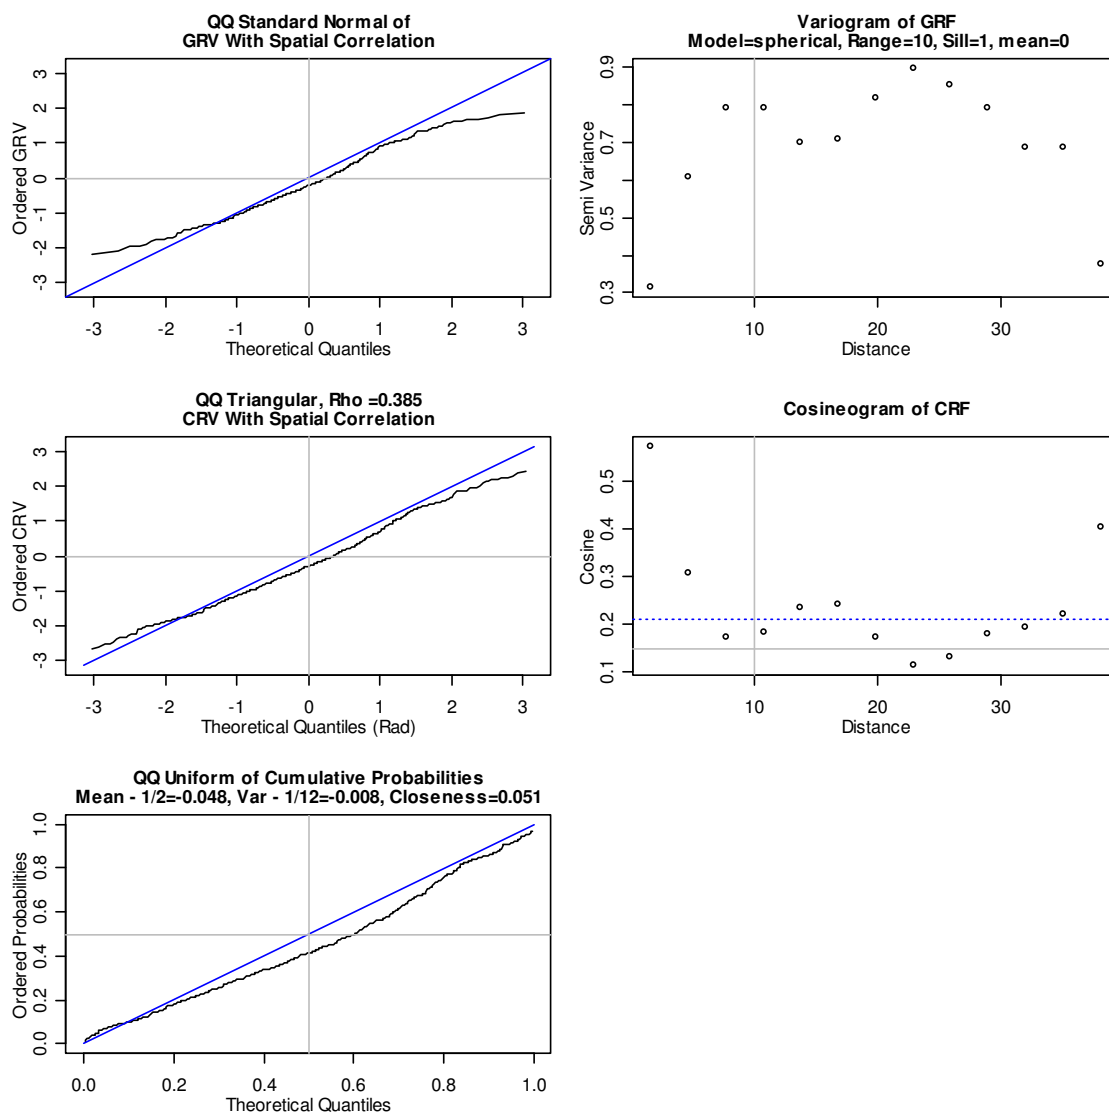 QQ Standard Normal of
GRV With Spatial Correlation
Ordered GRV
3
2
1
0
-1
-2
-3
-3 -2 -1 0 1 2 3
Theoretical Quantiles
Variogram of GRF
Model=spherical, Range=10, Sill=1, mean=0
Semi Variance
0.9
0.7
0.5
0.3
10 20 30
Distance
QQ Triangular, Rho =0.385
CRV With Spatial Correlation
Ordered CRV
3
2
1
0
-1
-2
-3
-3 -2 -1 0 1 2 3
Theoretical Quantiles (Rad)
Cosineogram of CRF
Cosine
0.5
0.4
0.3
0.2
0.1
10 20 30
Distance
QQ Uniform of Cumulative Probabilities
Mean - 1/2=-0.048, Var - 1/12=-0.008, Closeness=0.051
Ordered Probabilities
1.0
0.8
0.6
0.4
0.2
0.0
0.0 0.2 0.4 0.6 0.8 1.0
Theoretical Quantiles